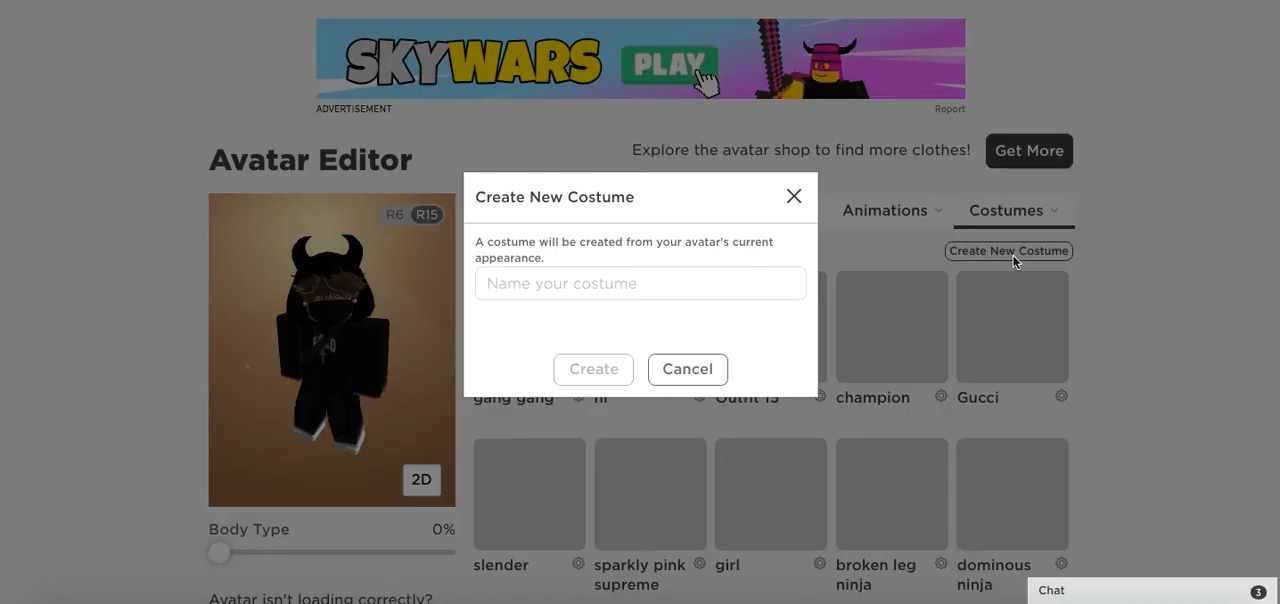 SKYWARS
PLAY
ADVERTISEMENT
Report
Avatar Editor
Explore the avatar shop to find more clothes!
Get More
R6 R15
Create New Costume
Animations
Costumes
A costume will be created from your avatar's current
appearance.
Create New Costume
Name your costume
Create
Cancel
gang gang
hi
Outfit 15
champion
Gucci
2D
Body Type
0%
slender
sparkly pink
supreme
girl
broken leg
ninja
dominous
ninja
Avatar isn't loading correctly?
Chat
3